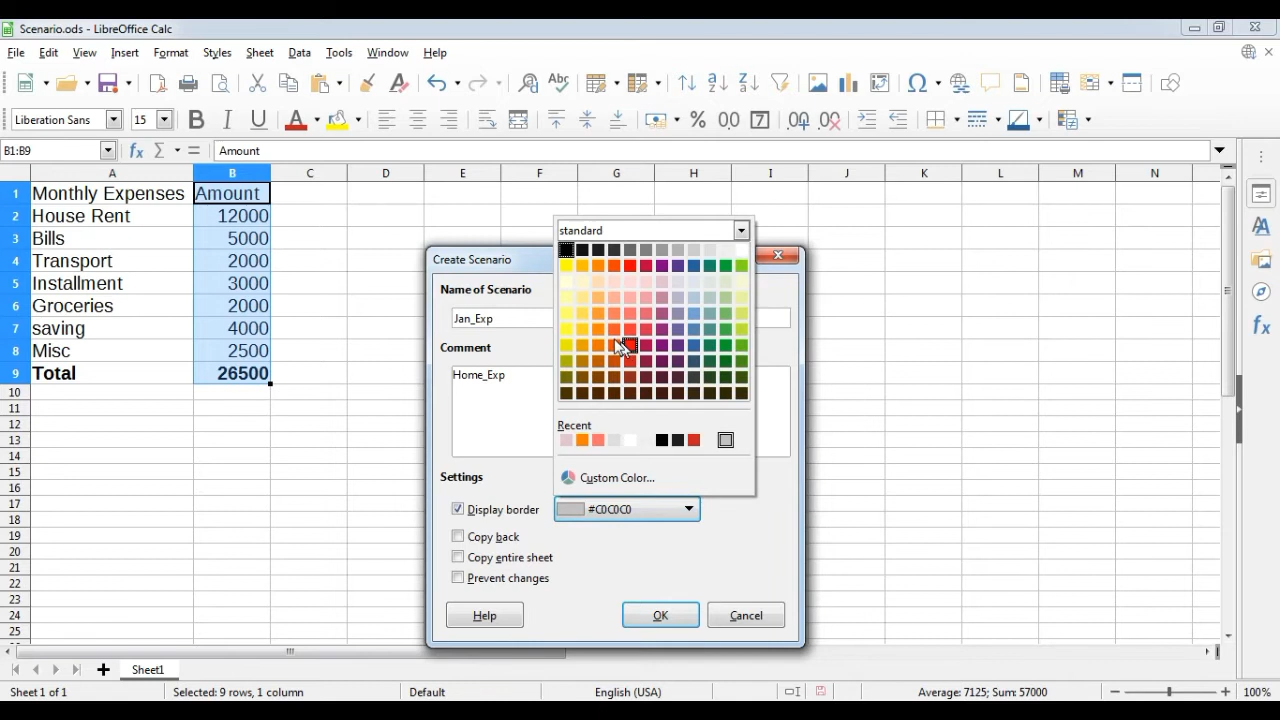 Scenario.ods - LibreOffice Calc
File Edit View Insert Format Styles Sheet Data Tools Window Help
Liberation Sans 15
B1:B9 Amount
A B C D E F G H I J K L M N
1 Monthly Expenses Amount
2 House Rent 12000
3 Bills 5000
4 Transport 2000
5 Installment 3000
6 Groceries 2000
7 saving 4000
8 Misc 2500
9 Total 26500
10
11
12
13
14
15
16
17
18
19
20
21
22
23
24
25
Create Scenario
Name of Scenario
Jan_Exp
Comment
Home_Exp
Settings
Display border #C0C0C0
Copy back
Copy entire sheet
Prevent changes
Help OK Cancel
standard
Recent
Custom Color...
Sheet1
Sheet 1 of 1 Selected: 9 rows, 1 column Default English (USA) Average: 7125; Sum: 57000 100%